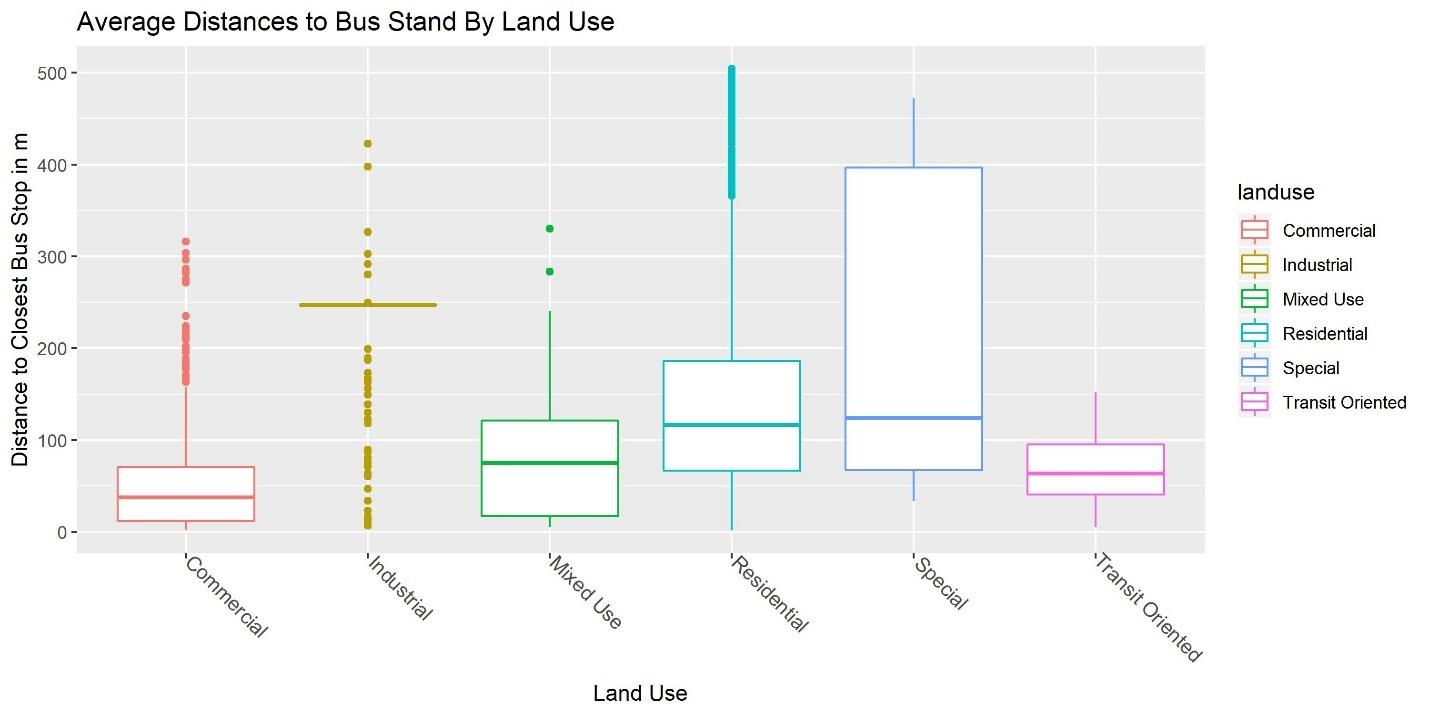 Average Distances to Bus Stand By Land Use
Distance to Closest Bus Stop in m
500
400
300
200
100
0
Commercial
Industrial
Mixed Use
Residential
Special
Transit Oriented
Land Use
landuse
Commercial
Industrial
Mixed Use
Residential
Special
Transit Oriented